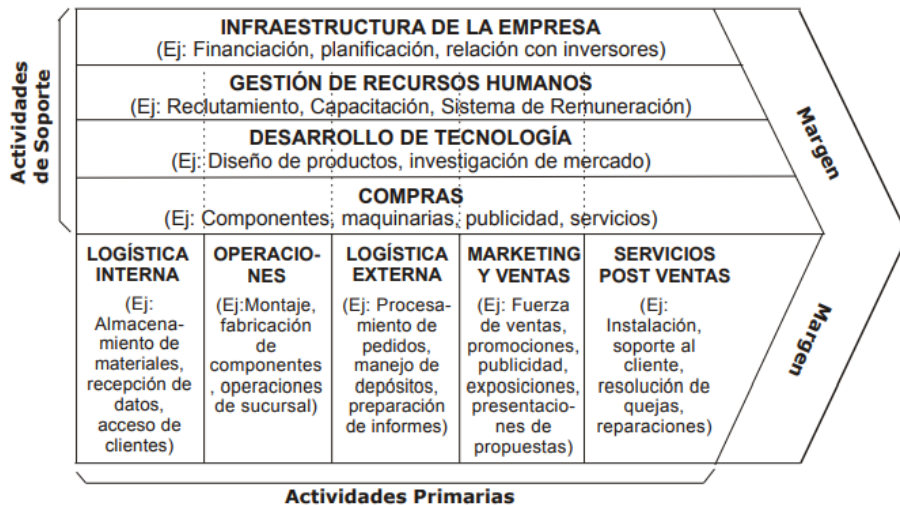 Actividades
de Soporte
INFRAESTRUCTURA DE LA EMPRESA
(Ej: Financiación, planificación, relación con inversores)
GESTIÓN DE RECURSOS HUMANOS
(Ej: Reclutamiento, Capacitación, Sistema de Remuneración)
DESARROLLO DE TECNOLOGÍA
(Ej: Diseño de productos, investigación de mercado)
COMPRAS
(Ej: Componentes, maquinarias, publicidad, servicios)
Margen
LOGÍSTICA
INTERNA
(Ej:
Almacena-
miento de
materiales,
recepción de
datos,
acceso de
clientes)
OPERACIO-
NES
(Ej:Montaje,
fabricación
de
componentes
, operaciones
de sucursal)
LOGÍSTICA
EXTERNA
(Ej: Procesa-
miento de
pedidos,
manejo de
depósitos,
preparación
de informes)
MARKETING
Y VENTAS
(Ej: Fuerza
de ventas,
promociones,
publicidad,
exposiciones,
presentacio-
nes de
propuestas)
SERVICIOS
POST VENTAS
(Ej:
Instalación,
soporte al
cliente,
resolución de
quejas,
reparaciones)
Margen
Actividades Primarias